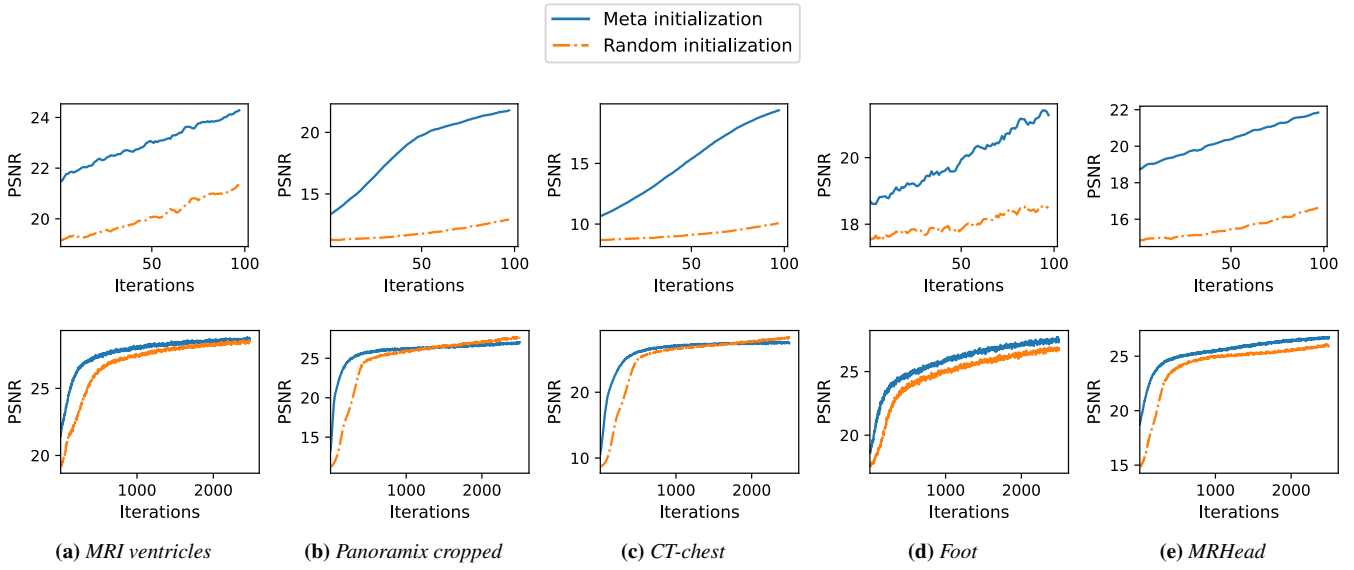 Meta initialization
Random initialization
PSNR
24
22
20
50
100
Iterations
PSNR
20
15
50
100
Iterations
PSNR
15
10
50
100
Iterations
PSNR
20
18
50
100
Iterations
PSNR
22
20
18
16
50
100
Iterations
PSNR
25
20
1000
2000
Iterations
PSNR
25
20
15
1000
2000
Iterations
PSNR
20
10
1000
2000
Iterations
PSNR
25
20
1000
2000
Iterations
PSNR
25
20
15
1000
2000
Iterations
(a) MRI ventricles
(b) Panoramix cropped
(c) CT-chest
(d) Foot
(e) MRHead